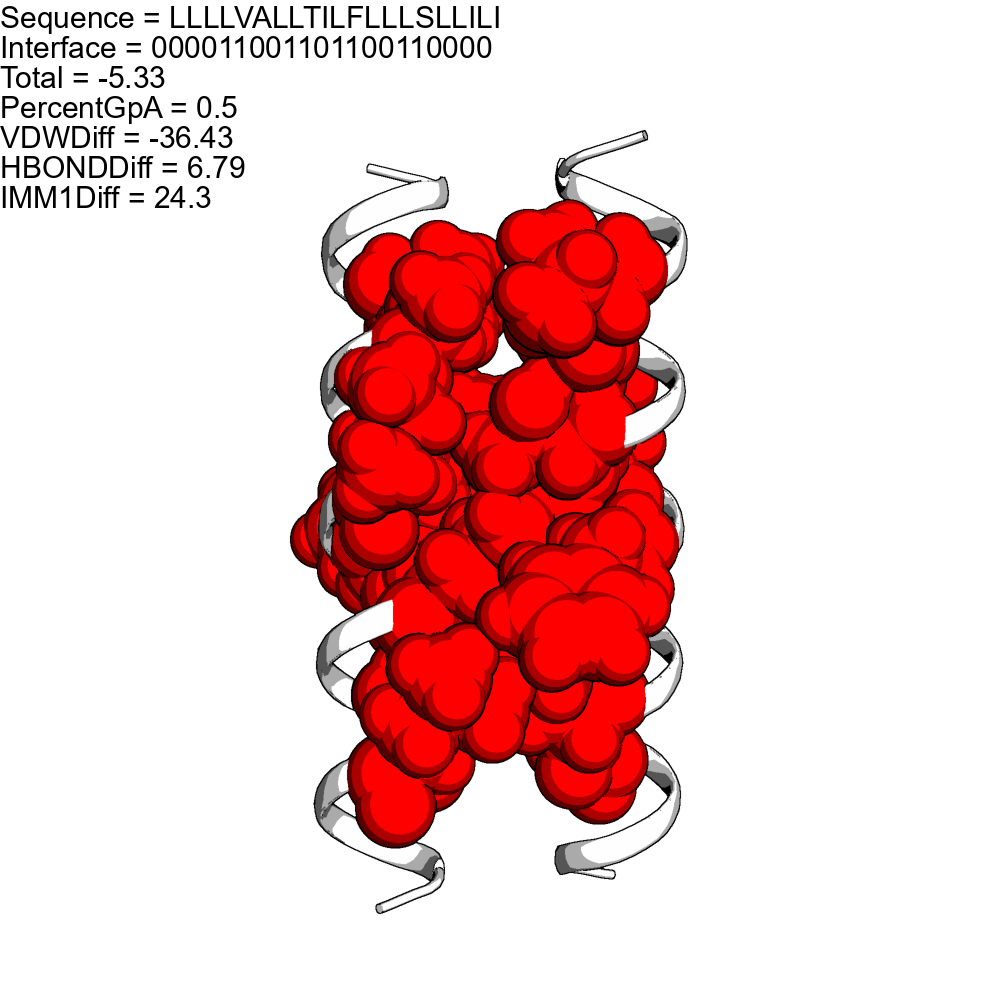 Sequence = LLLLVALLTILFLLLSLLILI
Interface = 000011001101100110000
Total = -5.33
PercentGpA = 0.5
VDWDiff = -36.43
HBONDDiff = 6.79
IMM1Diff = 24.3